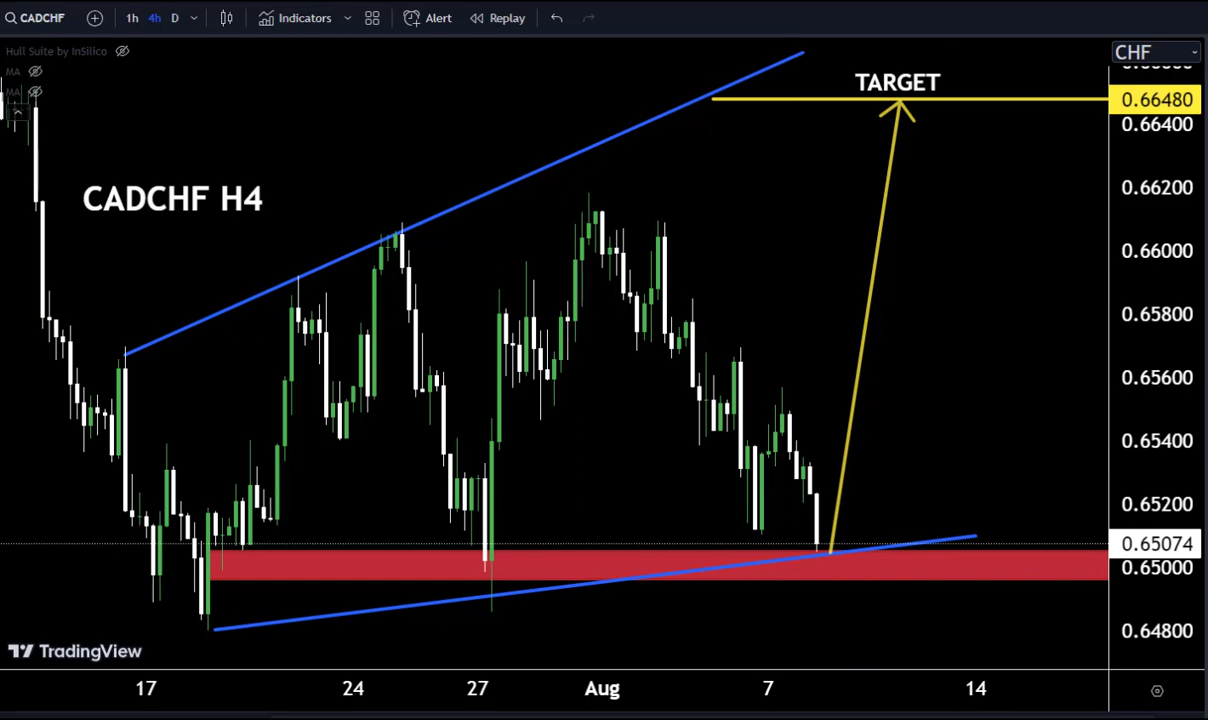 CADCHF
1h 4h D
Indicators
Alert
Replay
Hull Suite by InSilico
MA
MA
CHF
TARGET
0.66480
0.66400
CADCHF H4
0.66200
0.66000
0.65800
0.65600
0.65400
0.65200
0.65074
0.65000
0.64800
TradingView
17 24 27 Aug 7 14